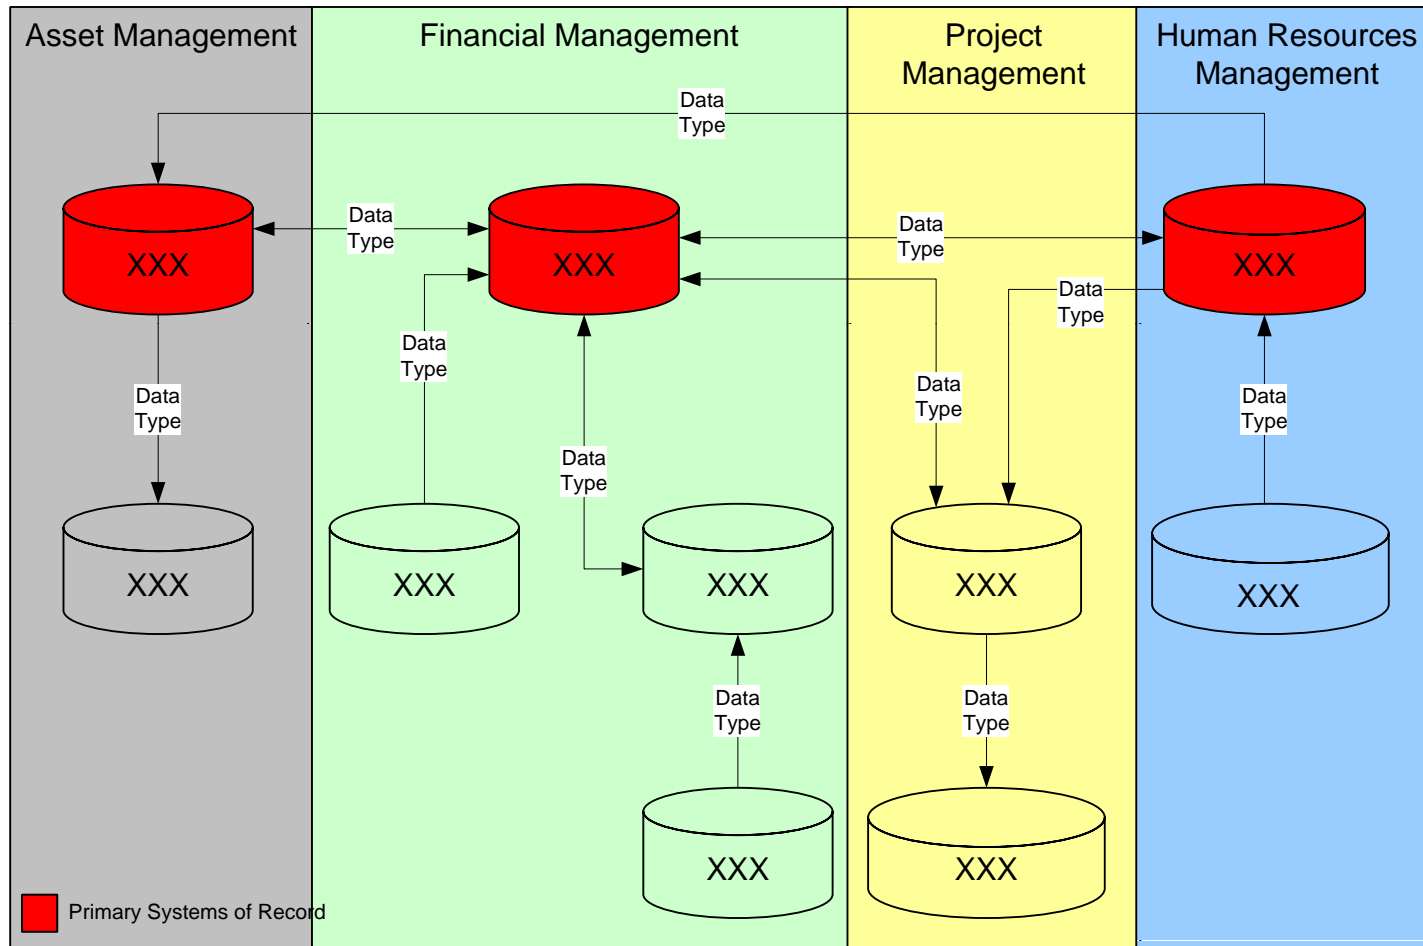 Asset Management
Financial Management
Project
Management
Human Resources
Management
Data
Type
Data
Type
Data
Type
XXX
XXX
XXX
Data
Type
Data
Type
Data
Type
Data
Type
Data
Type
Data
Type
XXX
XXX
XXX
XXX
XXX
Data
Type
Data
Type
XXX
XXX
Primary Systems of Record